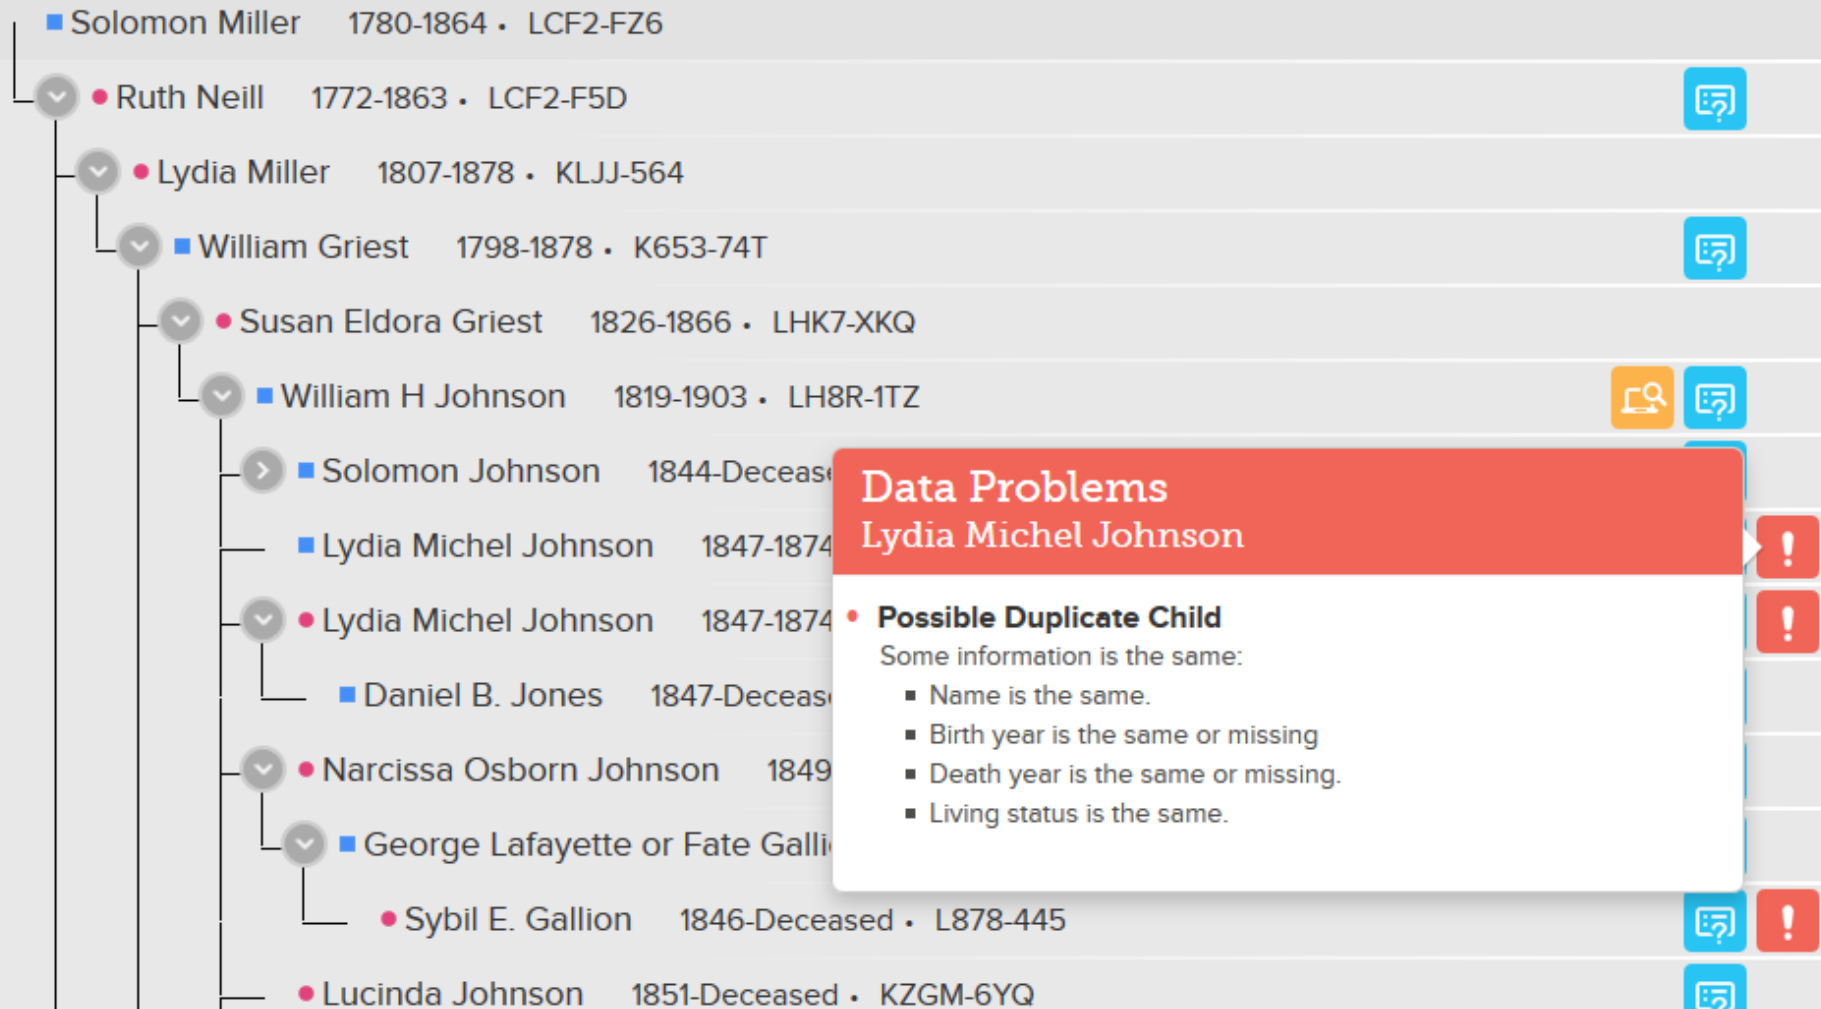 Solomon Miller 1780-1864 • LCF2-FZ6
Ruth Neill 1772-1863 • LCF2-F5D
Lydia Miller 1807-1878 • KLJJ-564
William Griest 1798-1878 • K653-74T
Susan Eldora Griest 1826-1866 • LHK7-XKQ
William H Johnson 1819-1903 • LH8R-1TZ
Solomon Johnson 1844-Deceas
Lydia Michel Johnson 1847-1874
Lydia Michel Johnson 1847-1874
Daniel B. Jones 1847-Deceas
Narcissa Osborn Johnson 1849
George Lafayette or Fate Galli
Sybil E. Gallion 1846-Deceased • L878-445
Lucinda Johnson 1851-Deceased • KZGM-6YQ
Data Problems
Lydia Michel Johnson
• Possible Duplicate Child
Some information is the same:
▪ Name is the same.
▪ Birth year is the same or missing
▪ Death year is the same or missing.
▪ Living status is the same.